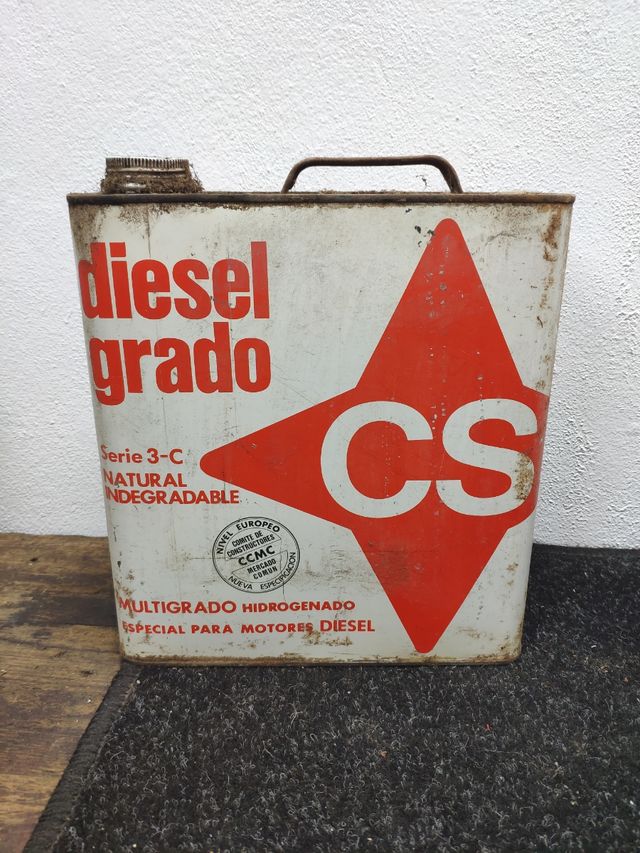 diesel
grado
CS
Serie 3-C
NATURAL
INDEGRADABLE
NIVEL EUROPEO
COMITE DE
CONSTRUCTORES
CCMC
MERCADO
COMUN
NUEVA ESPECIFICACION
MULTIGRADO HIDROGENADO
ESPECIAL PARA MOTORES DIESEL